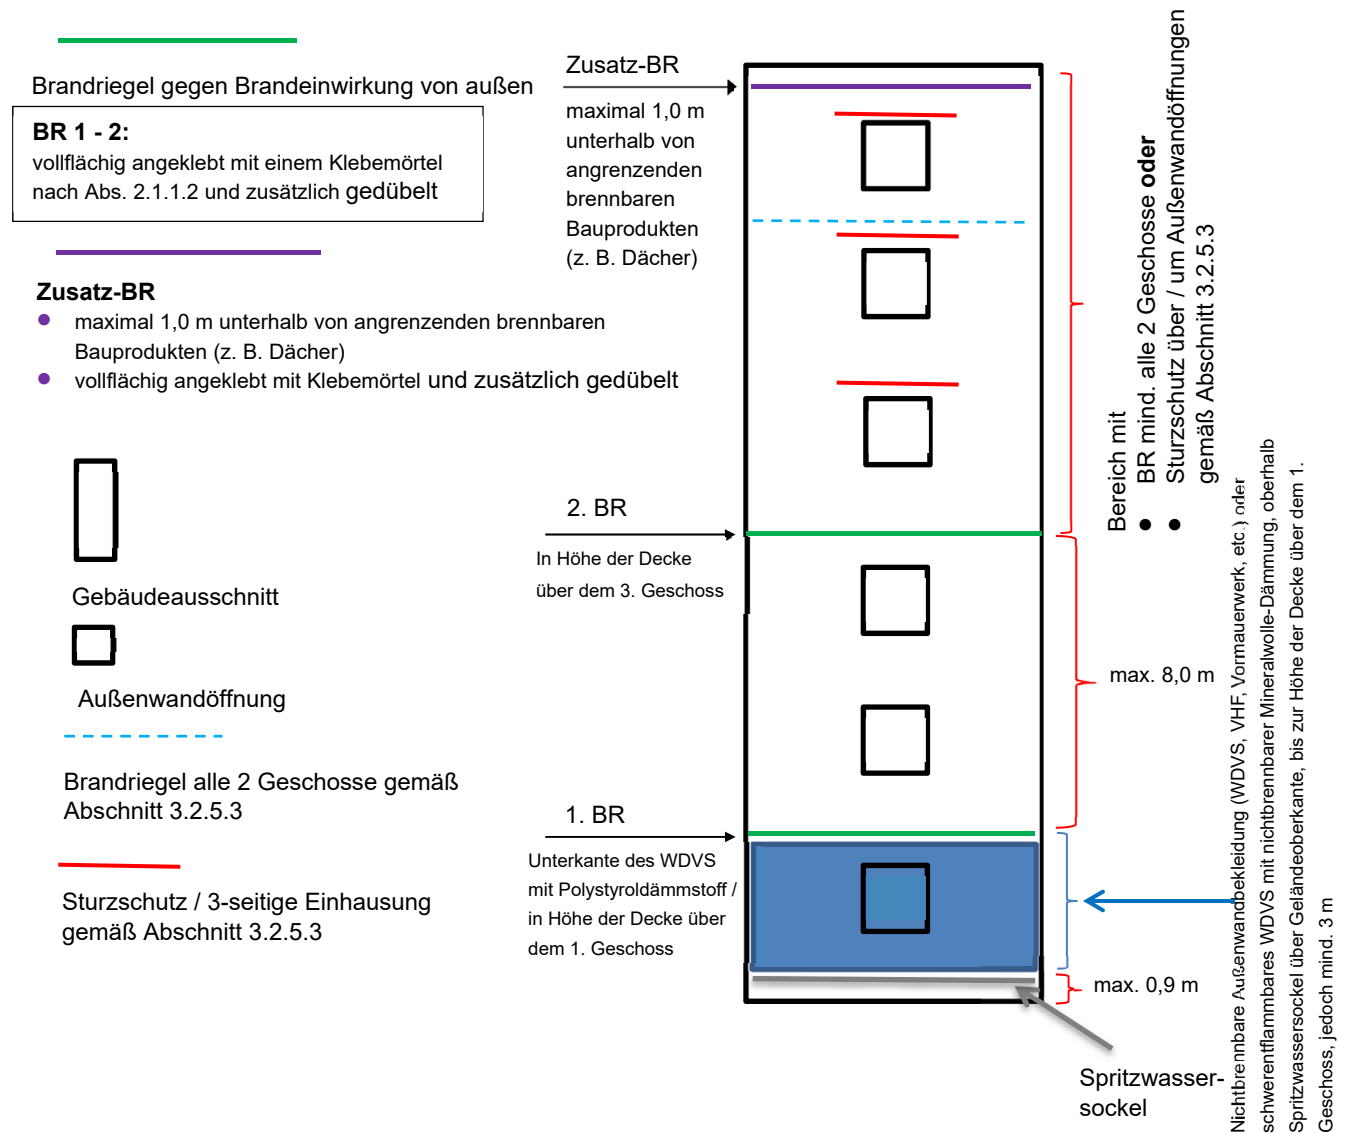 Brandriegel gegen Brandeinwirkung von außen
BR 1 - 2:
vollflächig angeklebt mit einem Klebemörtel
nach Abs. 2.1.1.2 und zusätzlich gedübelt
Zusatz-BR
● maximal 1,0 m unterhalb von angrenzenden brennbaren
Bauprodukten (z. B. Dächer)
● vollflächig angeklebt mit Klebemörtel und zusätzlich gedübelt
Gebäudeausschnitt
Außenwandöffnung
Brandriegel alle 2 Geschosse gemäß
Abschnitt 3.2.5.3
Sturzschutz / 3-seitige Einhausung
gemäß Abschnitt 3.2.5.3
Zusatz-BR
maximal 1,0 m
unterhalb von
angrenzenden
brennbaren
Bauprodukten
(z. B. Dächer)
2. BR
In Höhe der Decke
über dem 3. Geschoss
1. BR
Unterkante des WDVS
mit Polystyroldämmstoff /
in Höhe der Decke über
dem 1. Geschoss
Bereich mit
● BR mind. alle 2 Geschosse oder
● Sturzschutz über / um Außenwandöffnungen
gemäß Abschnitt 3.2.5.3
max. 8,0 m
max. 0,9 m
Spritzwasser-
sockel
Nichtbrennbare Außenwandbekleidung (WDVS, VHF, Vormauerwerk, etc.) oder
schwerentflammbares WDVS mit nichtbrennbarer Mineralwolle-Dämmung, oberhalb
Spritzwassersockel über Geländeoberkante, bis zur Höhe der Decke über dem 1.
Geschoss, jedoch mind. 3 m